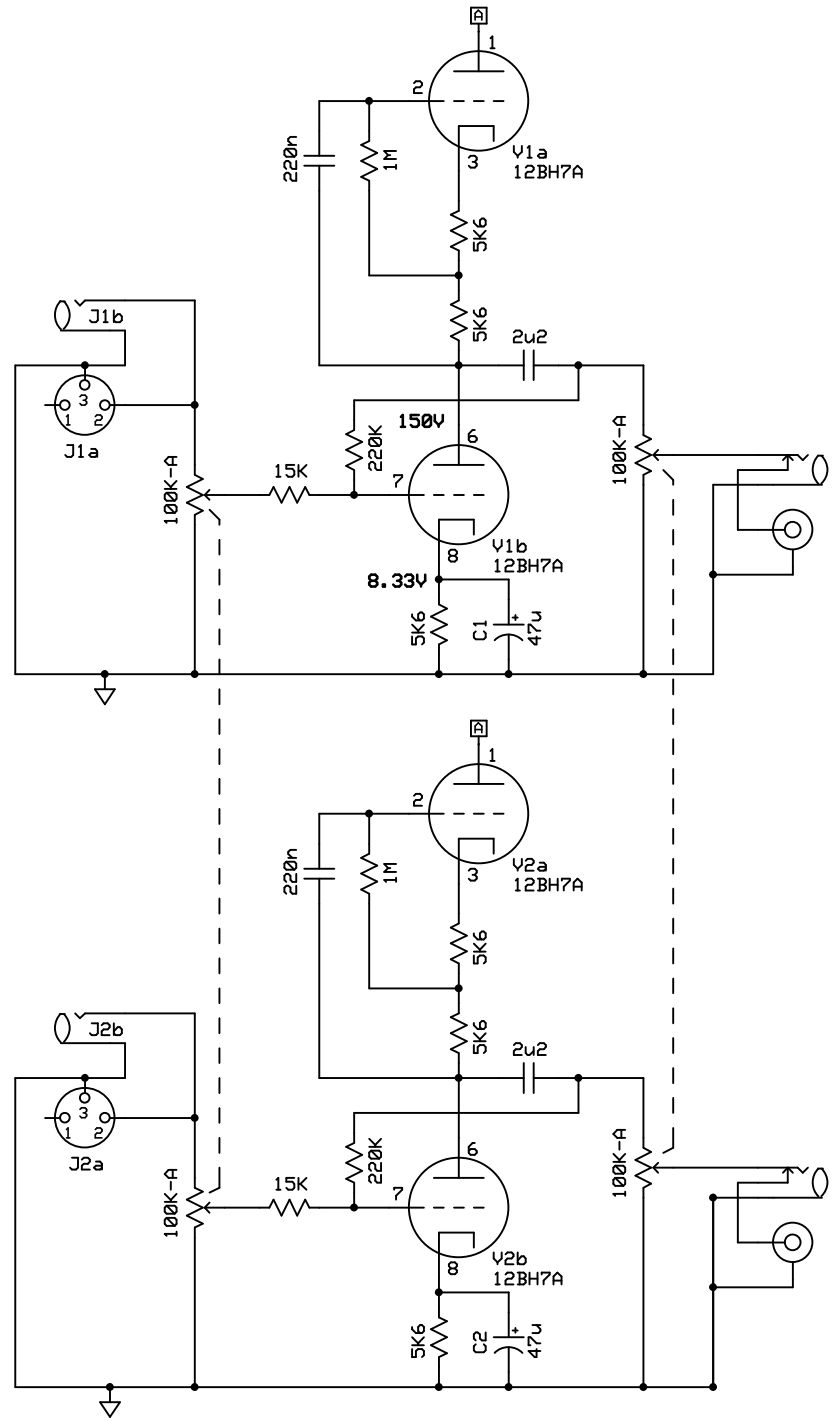 A
1
2
3
V1a
12BH7A
220n
1M
5K6
5K6
J1b
2u2
3
1
2
J1a
150V
6
220K
100K-A
15K
7
100K-A
8
V1b
12BH7A
8.33V
5K6
C1
+
47u
A
1
2
3
V2a
12BH7A
220n
1M
5K6
5K6
J2b
2u2
3
1
2
J2a
6
220K
100K-A
15K
7
100K-A
8
V2b
12BH7A
5K6
C2
+
47u